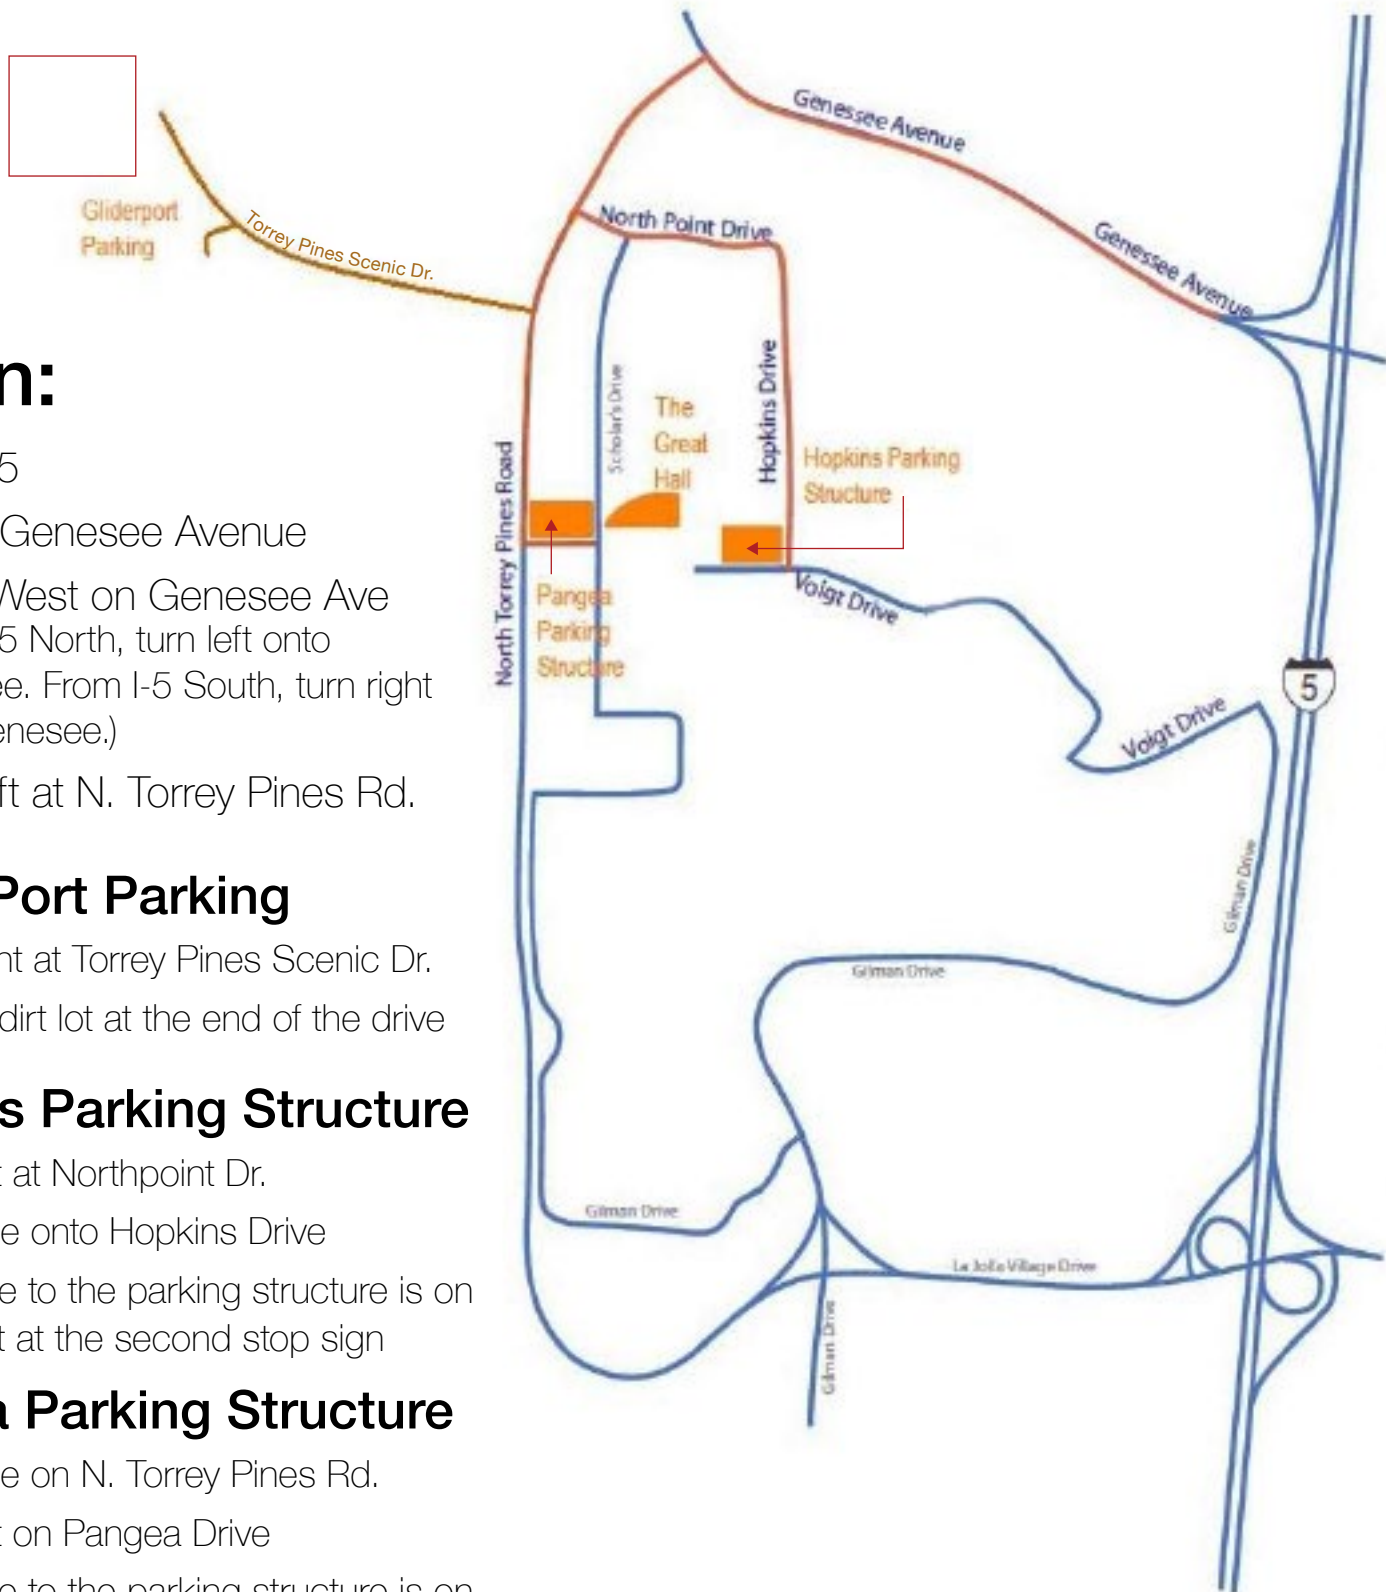 n:
5
Genesee Avenue
West on Genesee Ave
5 North, turn left onto
ee. From I-5 South, turn right
enesee.)
ft at N. Torrey Pines Rd.
Port Parking
nt at Torrey Pines Scenic Dr.
dirt lot at the end of the drive
s Parking Structure
t at Northpoint Dr.
e onto Hopkins Drive
e to the parking structure is on
t at the second stop sign
a Parking Structure
e on N. Torrey Pines Rd.
t on Pangea Drive
e to the parking structure is on
Genessee Avenue
Genessee Avenue
North Point Drive
Gliderport
Parking
Torrey Pines Scenic Dr.
Scholar's Drive
The
Great
Hall
Hopkins Drive
Hopkins Parking
Structure
North Torrey Pines Road
Pangea
Parking
Structure
Voigt Drive
5
Voigt Drive
Gilman Drive
Gilman Drive
Gilman Drive
La Jolla Village Drive
Gilman Drive